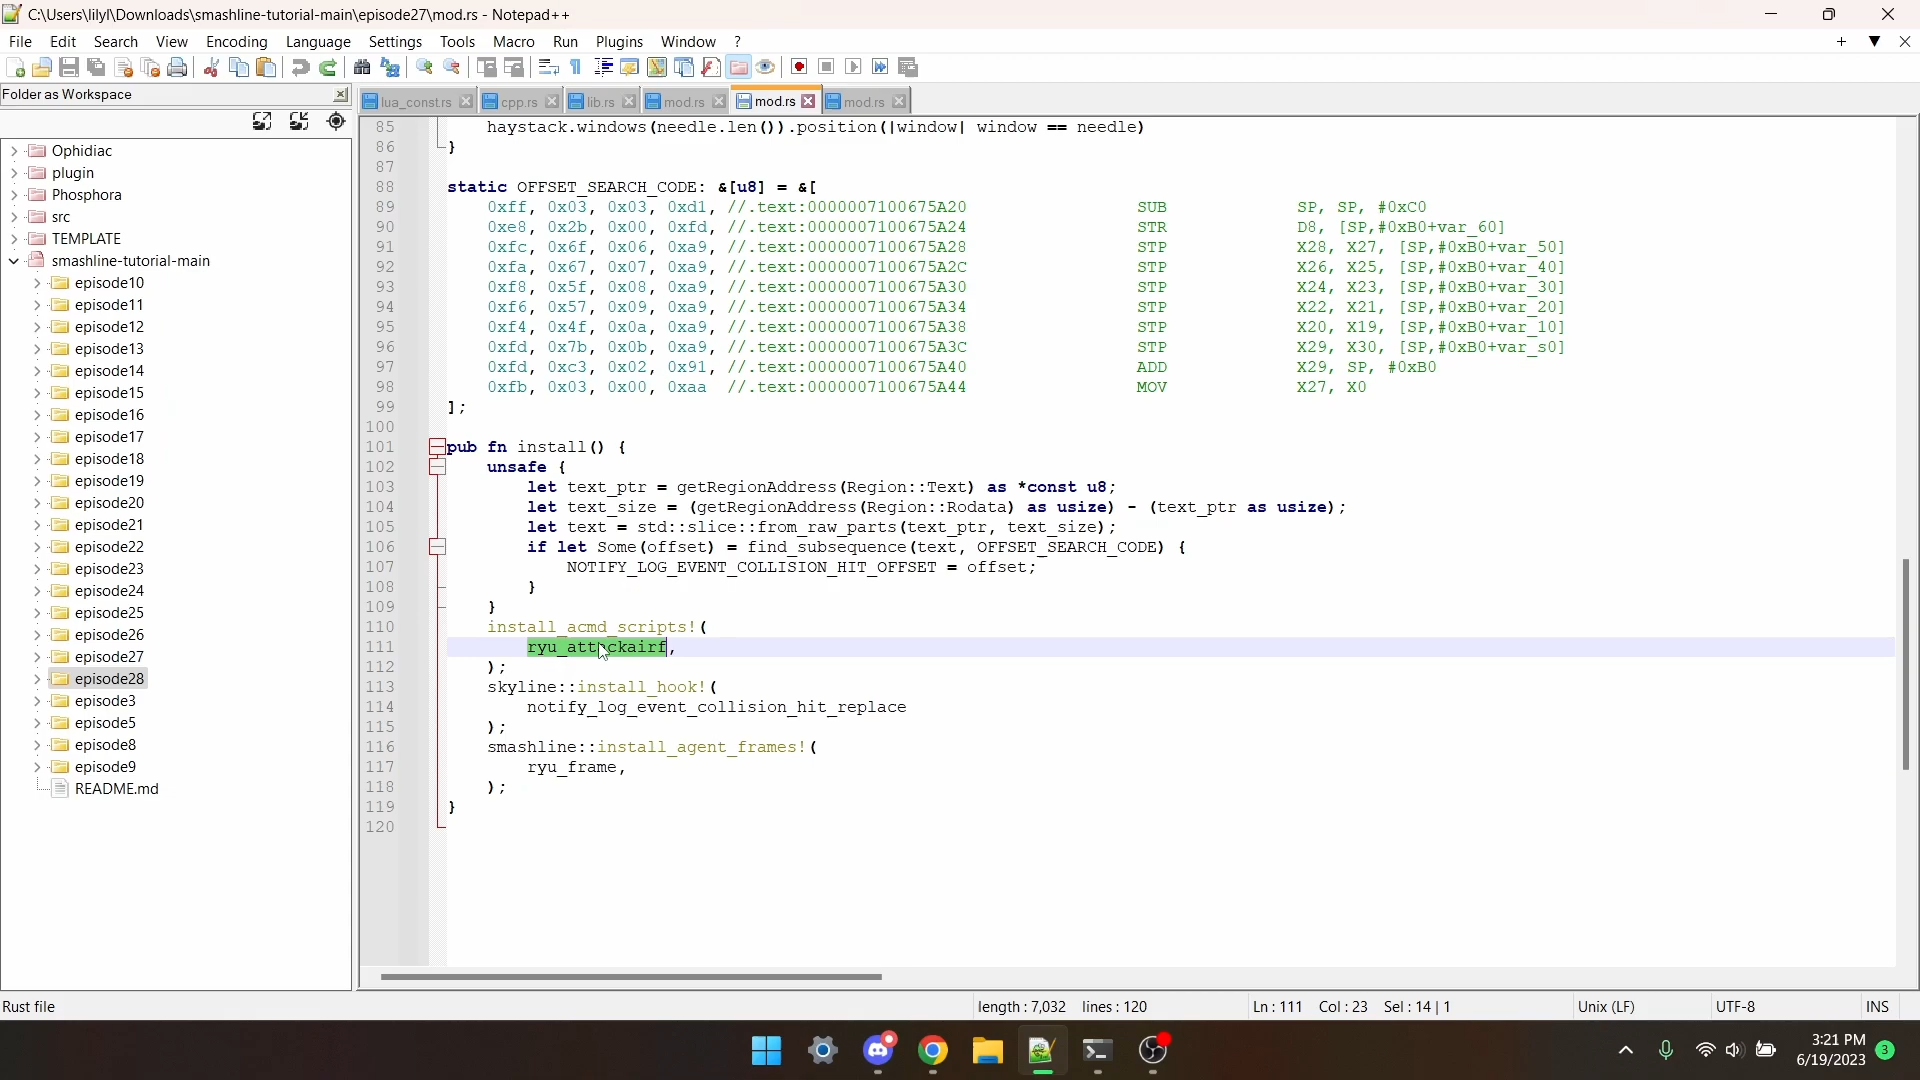 C:\Users\lilyl\Downloads\smashline-tutorial-main\episode27\mod.rs - Notepad++
File Edit Search View Encoding Language Settings Tools Macro Run Plugins Window ?
Folder as Workspace
lua_const.rs cpp.rs lib.rs mod.rs mod.rs mod.rs
Ophidiac
plugin
Phosphora
src
TEMPLATE
smashline-tutorial-main
episode10
episode11
episode12
episode13
episode14
episode15
episode16
episode17
episode18
episode19
episode20
episode21
episode22
episode23
episode24
episode25
episode26
episode27
episode28
episode3
episode5
episode8
episode9
README.md
85 haystack.windows(needle.len()).position(|window| window == needle)
86 }
87
88 static OFFSET_SEARCH_CODE: &[u8] = &[
89 0xff, 0x03, 0x03, 0xd1, //.text:0000007100675A20 SUB SP, SP, #0xC0
90 0xe8, 0x2b, 0x00, 0xfd, //.text:0000007100675A24 STR D8, [SP,#0xB0+var_60]
91 0xfc, 0x6f, 0x06, 0xa9, //.text:0000007100675A28 STP X28, X27, [SP,#0xB0+var_50]
92 0xfa, 0x67, 0x07, 0xa9, //.text:0000007100675A2C STP X26, X25, [SP,#0xB0+var_40]
93 0xf8, 0x5f, 0x08, 0xa9, //.text:0000007100675A30 STP X24, X23, [SP,#0xB0+var_30]
94 0xf6, 0x57, 0x09, 0xa9, //.text:0000007100675A34 STP X22, X21, [SP,#0xB0+var_20]
95 0xf4, 0x4f, 0x0a, 0xa9, //.text:0000007100675A38 STP X20, X19, [SP,#0xB0+var_10]
96 0xfd, 0x7b, 0x0b, 0xa9, //.text:0000007100675A3C STP X29, X30, [SP,#0xB0+var_s0]
97 0xfd, 0xc3, 0x02, 0x91, //.text:0000007100675A40 ADD X29, SP, #0xB0
98 0xfb, 0x03, 0x00, 0xaa //.text:0000007100675A44 MOV X27, X0
99 ];
100
101 pub fn install() {
102 unsafe {
103 let text_ptr = getRegionAddress(Region::Text) as *const u8;
104 let text_size = (getRegionAddress(Region::Rodata) as usize) - (text_ptr as usize);
105 let text = std::slice::from_raw_parts(text_ptr, text_size);
106 if let Some(offset) = find_subsequence(text, OFFSET_SEARCH_CODE) {
107 NOTIFY_LOG_EVENT_COLLISION_HIT_OFFSET = offset;
108 }
109 }
110 install_acmd_scripts!(
111 ryu_attackairf,
112 );
113 skyline::install_hook!(
114 notify_log_event_collision_hit_replace
115 );
116 smashline::install_agent_frames!(
117 ryu_frame,
118 );
119 }
120
Rust file length : 7,032 lines : 120 Ln : 111 Col : 23 Sel : 14 | 1 Unix (LF) UTF-8 INS
3:21 PM
6/19/2023 3